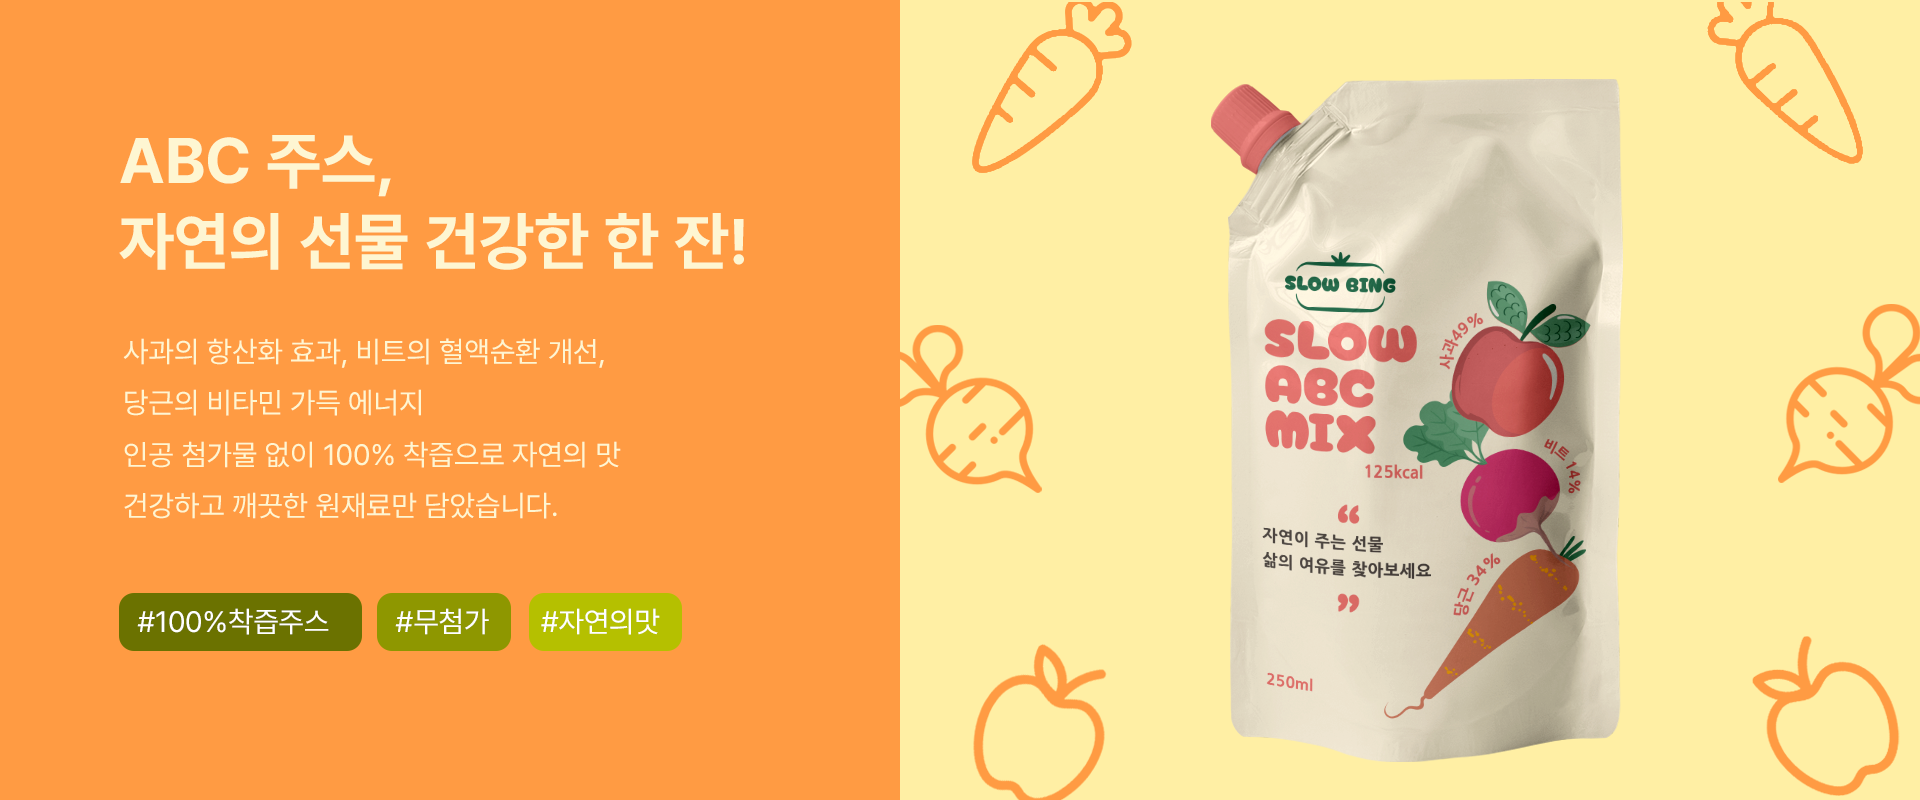 ABC 주스,
자연의 선물 건강한 한 잔!
사과의 항산화 효과, 비트의 혈액순환 개선,
당근의 비타민 가득 에너지
인공 첨가물 없이 100% 착즙으로 자연의 맛
건강하고 깨끗한 원재료만 담았습니다.
#100%착즙주스
#무첨가
#자연의맛
SLOW BING
SLOW
ABC
MIX
125kcal
사과49%
비트 14%
당근 34%
“
자연이 주는 선물
삶의 여유를 찾아보세요
”
250ml